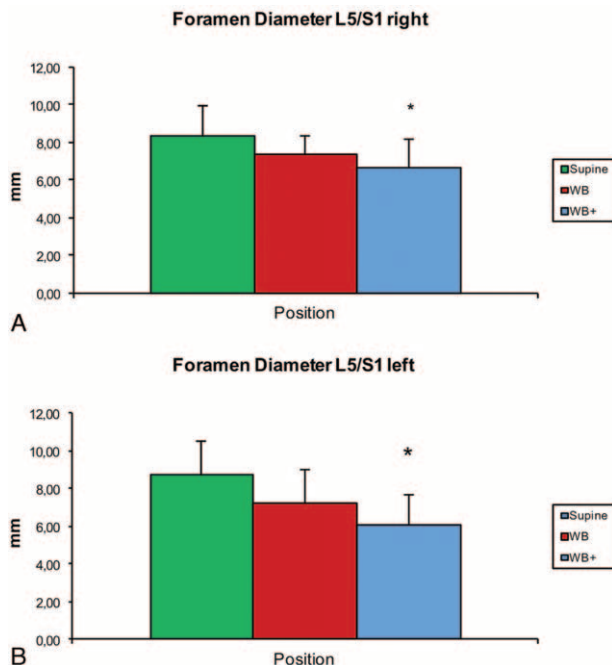 Foramen Diameter L5/S1 right
12,00
10,00
*
8,00
Supine
6,00
WB
mm
WB+
4,00
2,00
0,00
A
Position
Foramen Diameter L5/S1 left
12,00
10,00
*
8,00
Supine
6,00
WB
mm
WB+
4,00
2,00
0,00
B
Position